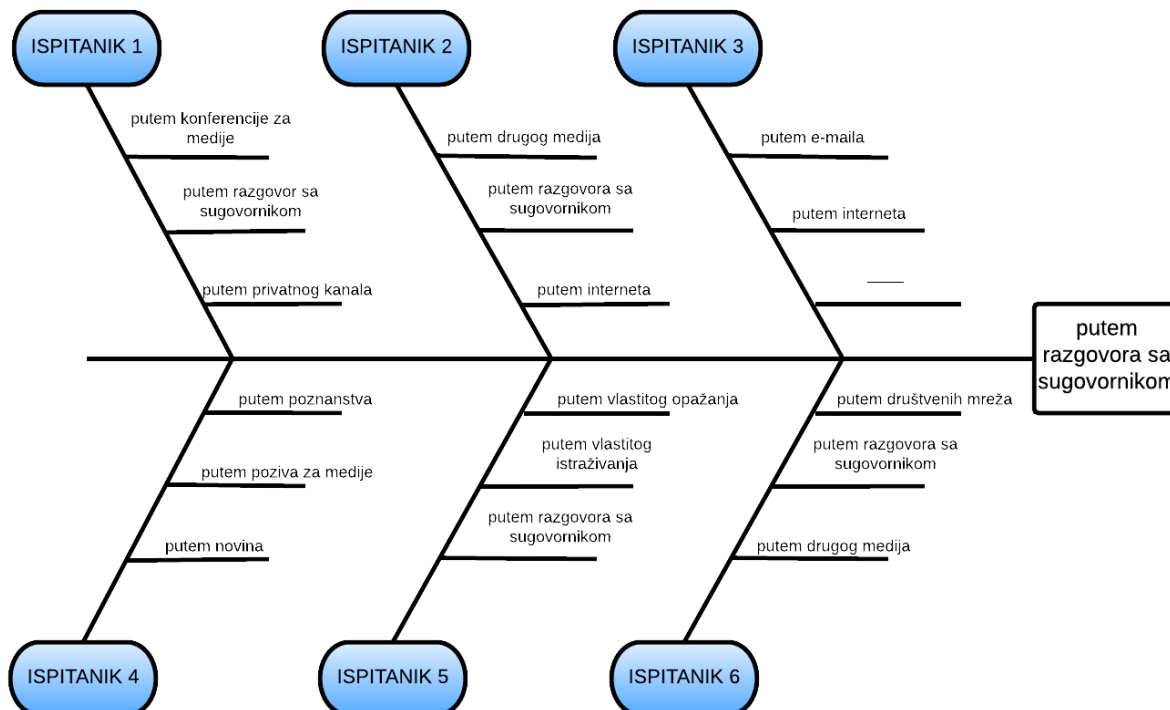 ISPITANIK 1
ISPITANIK 2
ISPITANIK 3
putem konferencije za
medije
putem razgovor sa
sugovornikom
putem privatnog kanala
putem drugog medija
putem razgovora sa
sugovornikom
putem interneta
putem e-maila
putem interneta
putem
razgovora sa
sugovornikom
putem poznanstva
putem poziva za medije
putem novina
putem vlastitog opažanja
putem vlastitog
istraživanja
putem razgovora sa
sugovornikom
putem društvenih mreža
putem razgovora sa
sugovornikom
putem drugog medija
ISPITANIK 4
ISPITANIK 5
ISPITANIK 6